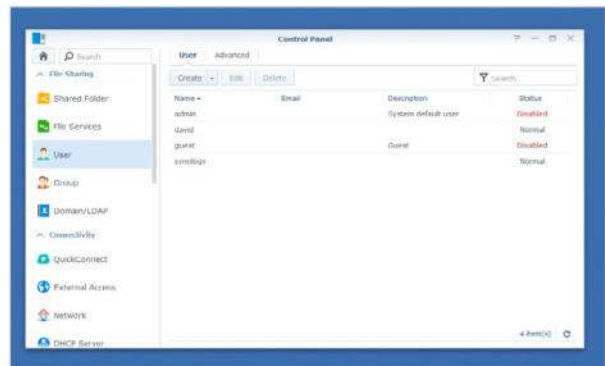 Control Panel
Search
User Advanced
File Sharing
Create Edit Delete
Search
Shared Folder
Name Email Description Status
admin System default user Disabled
File Services
david Normal
User
guest Guest Disabled
synology Normal
Group
Domain/LDAP
Connectivity
QuickConnect
External Access
Network
DHCP Server
4 item(s)